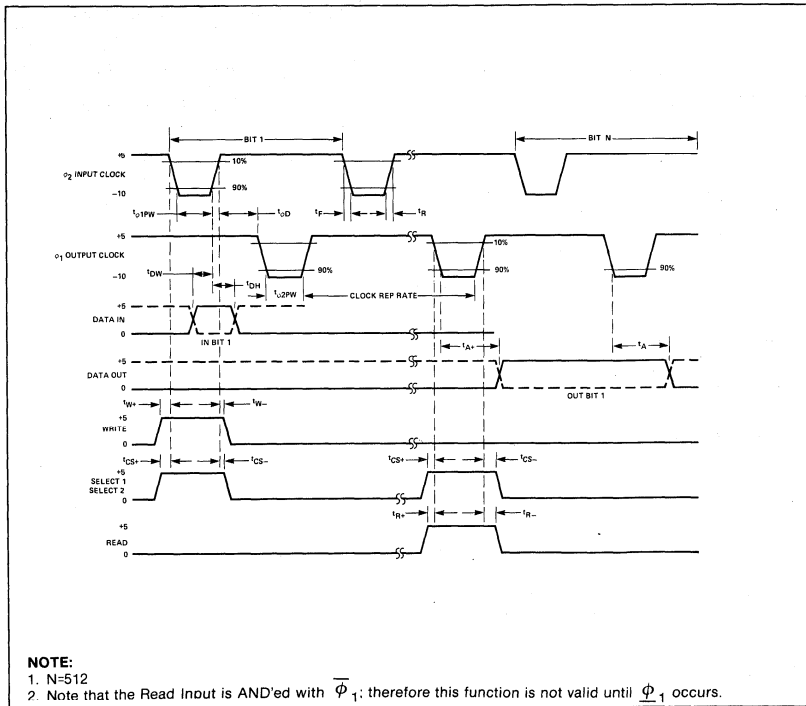 BIT 1
BIT N
+5
10%
φ2 INPUT CLOCK
90%
−10
tφ1PW
tφD
tF
tR
+5
10%
φ1 OUTPUT CLOCK
90%
90%
−10
tDW
tDH
tφ2PW
CLOCK REP RATE
+5
DATA IN
0
IN BIT 1
tA+
tA
+5
DATA OUT
0
OUT BIT 1
tW+
tW−
+5
WRITE
0
tCS+
tCS−
tCS+
tCS−
+5
SELECT 1
SELECT 2
0
tR+
tR−
+5
READ
0
NOTE:
1. N=512
2. Note that the Read Input is AND'ed with φ̅1; therefore this function is not valid until φ1 occurs.